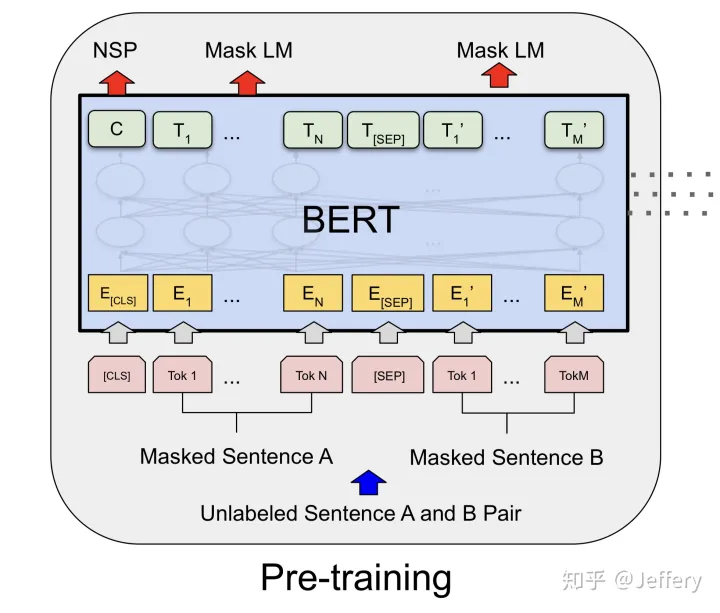 NSP Mask LM Mask LM
C T1 ... TN T[SEP] T1’ ... TM’
BERT
E[CLS] E1 ... EN E[SEP] E1’ ... EM’
[CLS] Tok 1 ... Tok N [SEP] Tok 1 ... TokM
Masked Sentence A Masked Sentence B
Unlabeled Sentence A and B Pair
Pre-training
知乎 @Jeffery